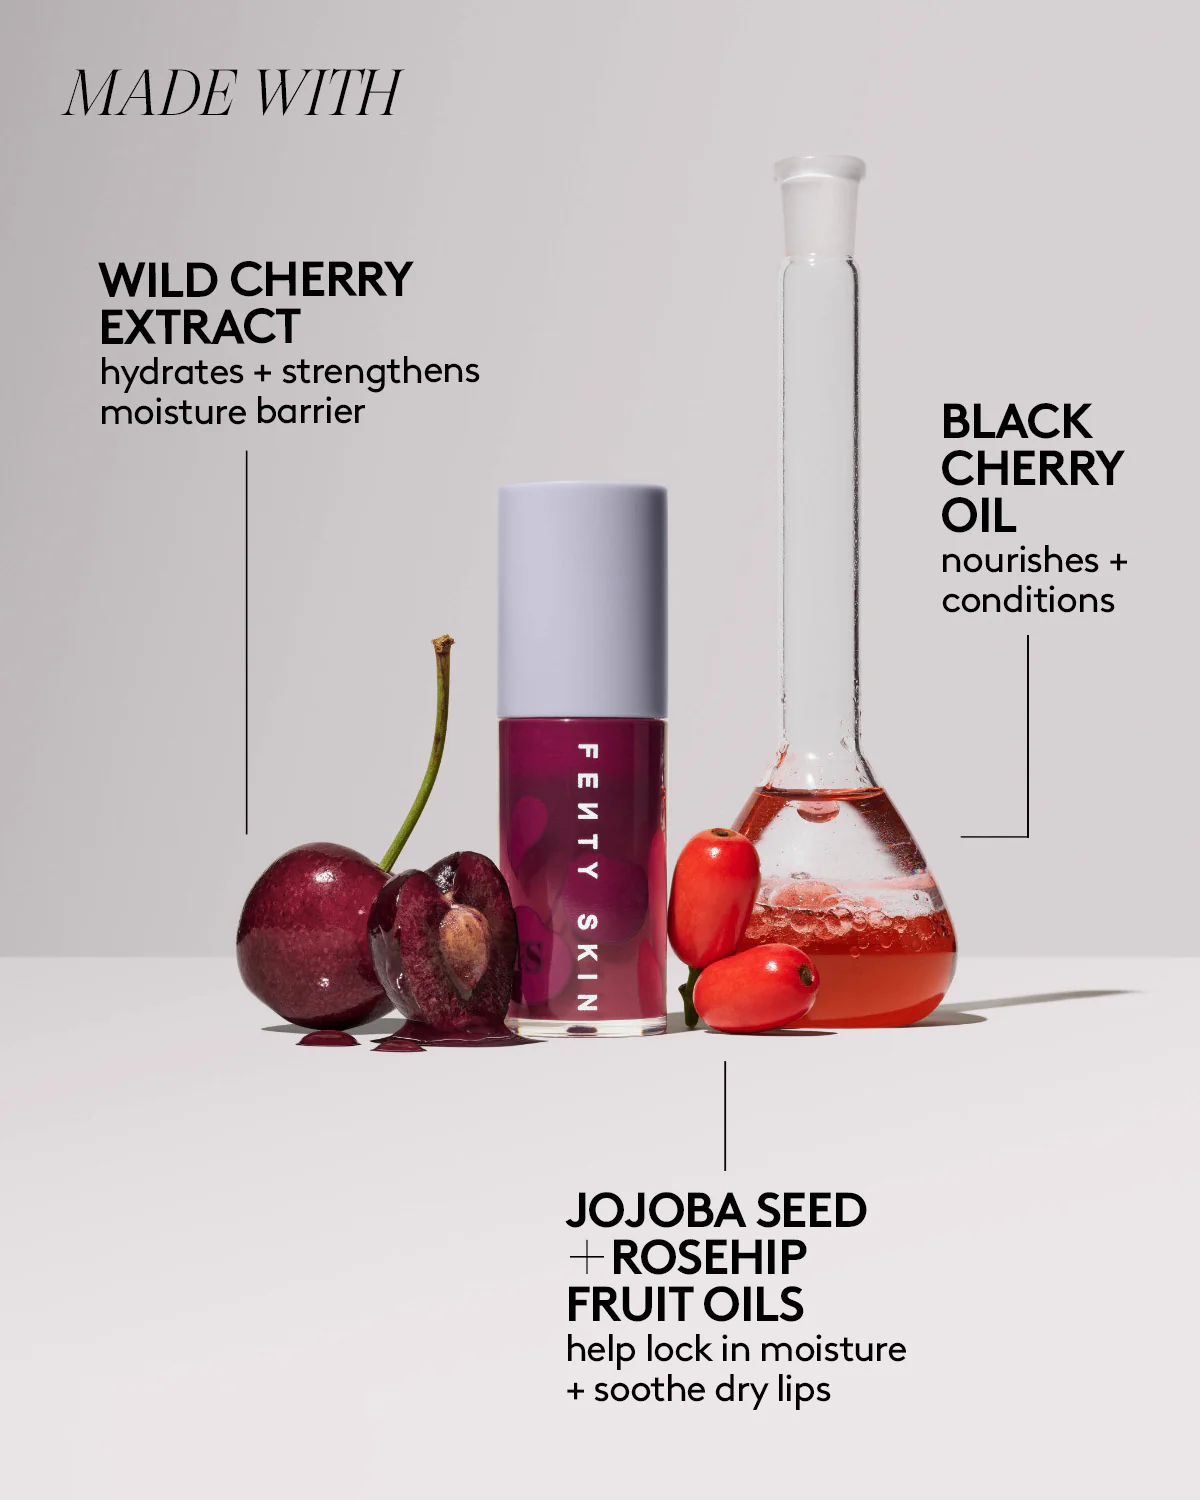 MADE WITH
WILD CHERRY
EXTRACT
hydrates + strengthens
moisture barrier
BLACK
CHERRY
OIL
nourishes +
conditions
FENTY SKIN
JOJOBA SEED
+ ROSEHIP
FRUIT OILS
help lock in moisture
+ soothe dry lips